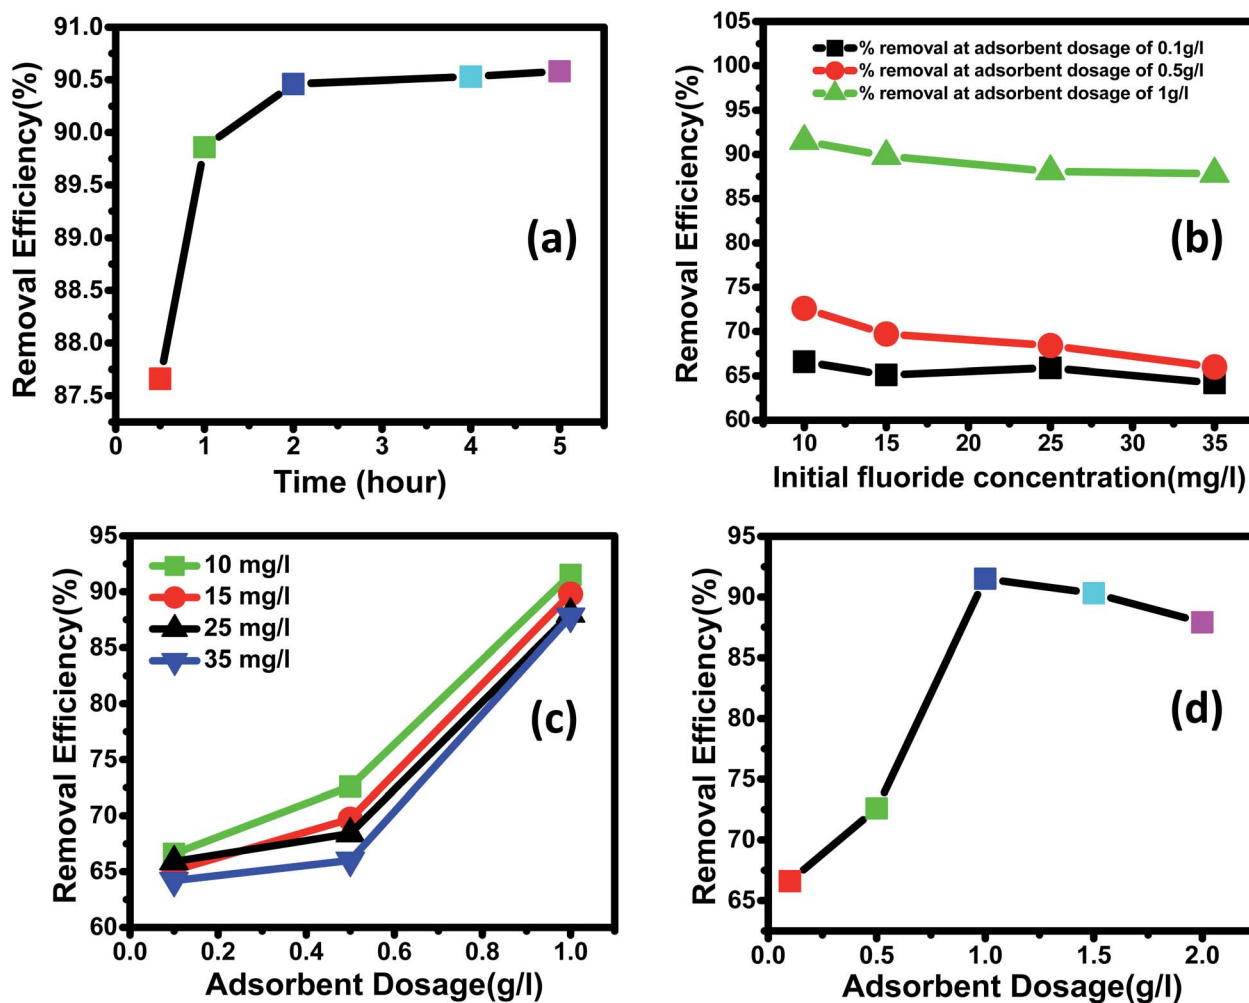 91.0
90.5
90.0
89.5
89.0
88.5
88.0
87.5
Removal Efficiency(%)
0 1 2 3 4 5
Time (hour)
(a)
105
100
95
90
85
80
75
70
65
60
Removal Efficiency(%)
% removal at adsorbent dosage of 0.1g/l
% removal at adsorbent dosage of 0.5g/l
% removal at adsorbent dosage of 1g/l
(b)
10 15 20 25 30 35
Initial fluoride concentration(mg/l)
95
90
85
80
75
70
65
60
Removal Efficiency(%)
10 mg/l
15 mg/l
25 mg/l
35 mg/l
(c)
0.0 0.2 0.4 0.6 0.8 1.0
Adsorbent Dosage(g/l)
95
90
85
80
75
70
65
Removal Efficiency(%)
(d)
0.0 0.5 1.0 1.5 2.0
Adsorbent Dosage(g/l)